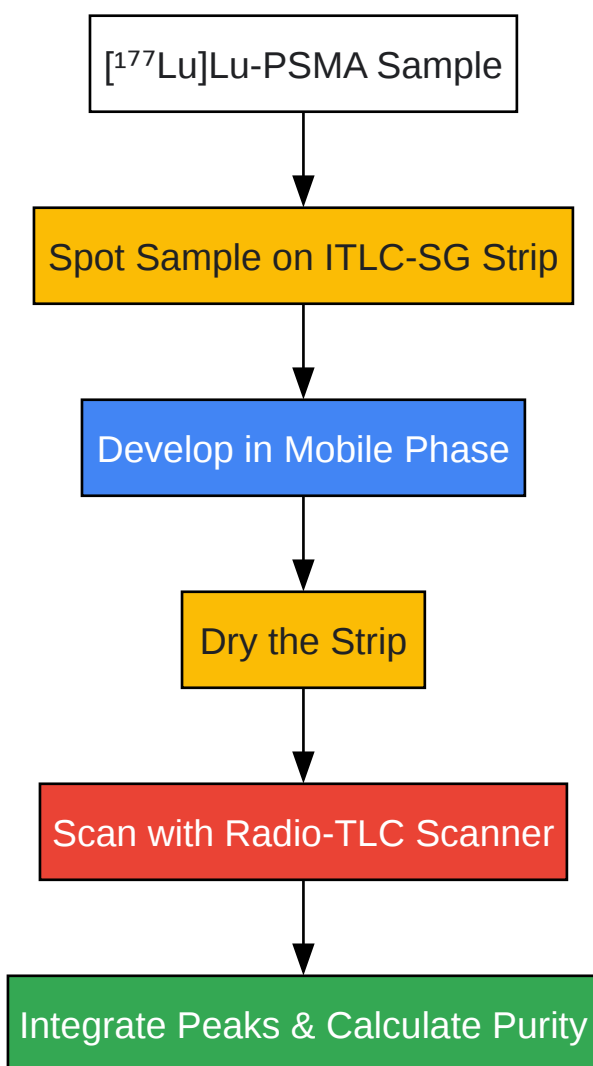 [¹⁷⁷Lu]Lu-PSMA Sample
Spot Sample on ITLC-SG Strip
Develop in Mobile Phase
Dry the Strip
Scan with Radio-TLC Scanner
Integrate Peaks & Calculate Purity